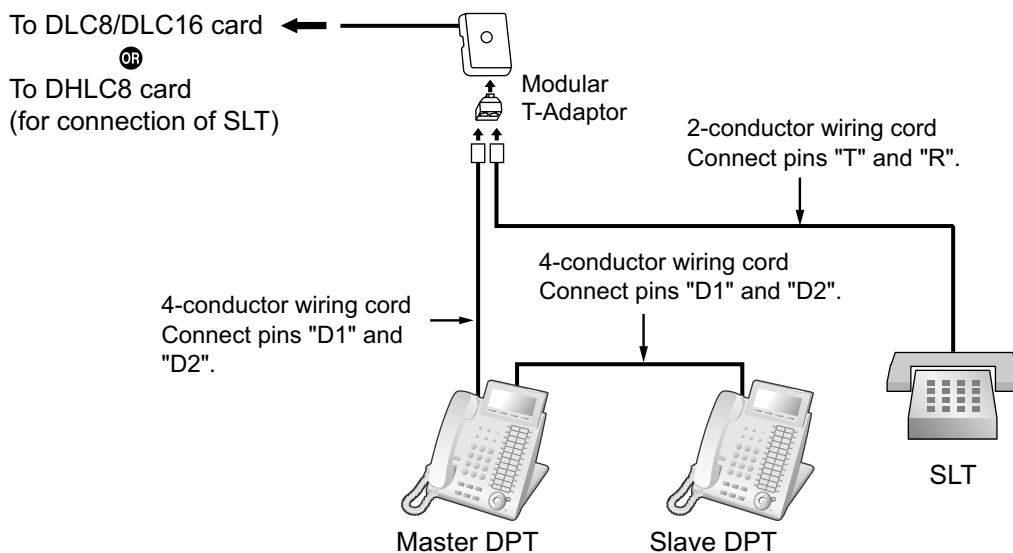 To DLC8/DLC16 card
OR
To DHLC8 card
(for connection of SLT)
Modular
T-Adaptor
2-conductor wiring cord
Connect pins "T" and "R".
4-conductor wiring cord
Connect pins "D1" and "D2".
4-conductor wiring cord
Connect pins "D1" and
"D2".
SLT
Master DPT
Slave DPT